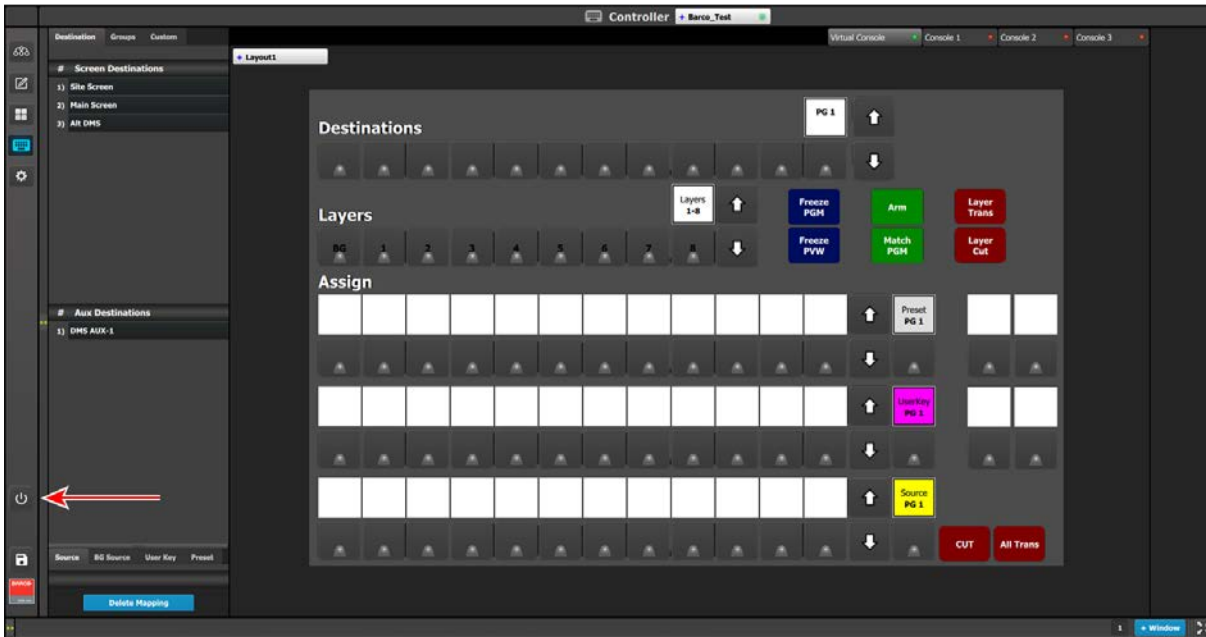 Controller + Barco_Test
Destination Groups Custom
Virtual Console Console 1 Console 2 Console 3
+ Layout1
# Screen Destinations
1) Site Screen
2) Main Screen
3) Alt DMS
Destinations
PG 1
Layers
Layers
1-8
Freeze
PGM
Arm
Layer
Trans
BG 1 2 3 4 5 6 7 8
Freeze
PVW
Match
PGM
Layer
Cut
Assign
# Aux Destinations
1) DMS AUX-1
Preset
PG 1
UserKey
PG 1
Source
PG 1
CUT
All Trans
Source BG Source User Key Preset
BARCO
Delete Mapping
1 + Window